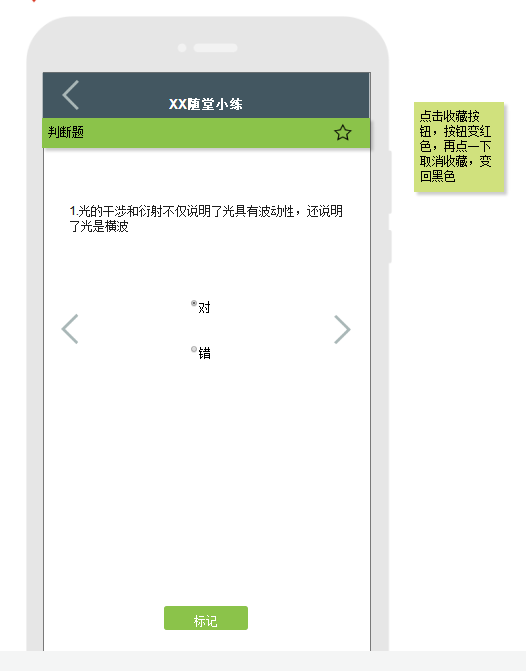 XX随堂小练
判断题
1.光的干涉和衍射不仅说明了光具有波动性，还说明
了光是横波
对
错
标记
点击收藏按
钮，按钮变红
色，再点一下
取消收藏，变
回黑色